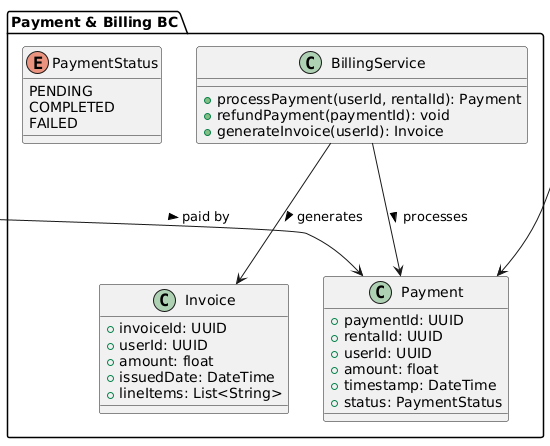 Payment & Billing BC
E PaymentStatus
PENDING
COMPLETED
FAILED
C BillingService
processPayment(userId, rentalId): Payment
refundPayment(paymentId): void
generateInvoice(userId): Invoice
paid by
generates
processes
C Invoice
invoiceId: UUID
userId: UUID
amount: float
issuedDate: DateTime
lineItems: List<String>
C Payment
paymentId: UUID
rentalId: UUID
userId: UUID
amount: float
timestamp: DateTime
status: PaymentStatus